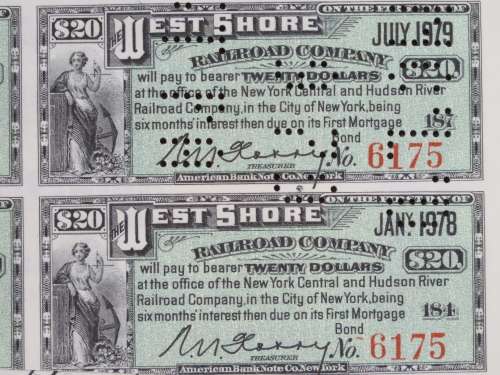 ON THE FIRST DAY OF
$20 THE WEST SHORE JULY, 1979
RAILROAD COMPANY
will pay to bearer TWENTY DOLLARS $20.
at the office of the New York Central and Hudson River
Railroad Company, in the City of New York, being
six months' interest then due on its First Mortgage 187
Bond
No. 6175
TREASURER
American Bank Note Co. New York
ON THE FIRST DAY OF
$20 THE WEST SHORE JANY. 1978
RAILROAD COMPANY
will pay to bearer TWENTY DOLLARS $20.
at the office of the New York Central and Hudson River
Railroad Company, in the City of New York, being
six months' interest then due on its First Mortgage 184
Bond
No. 6175
TREASURER
American Bank Note Co. New York